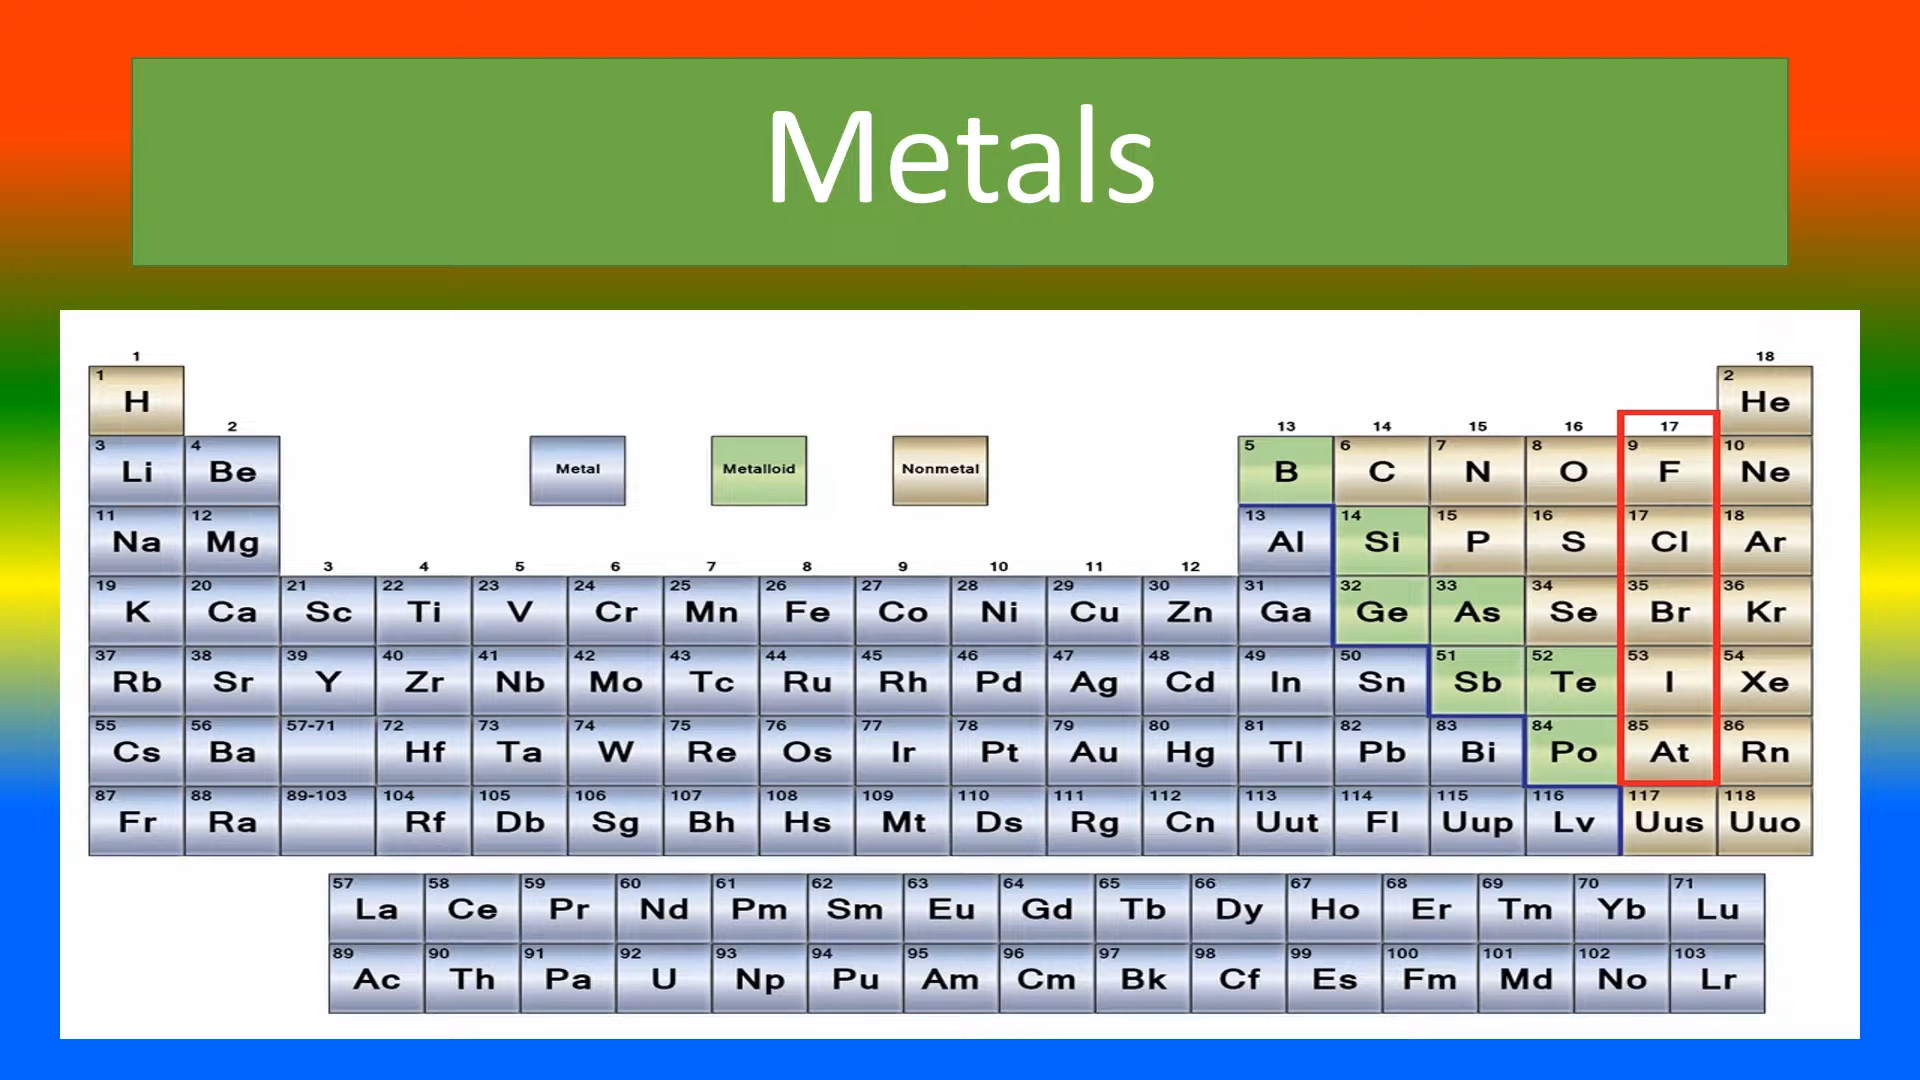 Metals
1 18
1 2
H He
2 13 14 15 16 17
3 4 5 6 7 8 9 10
Li Be Metal Metalloid Nonmetal B C N O F Ne
11 12 13 14 15 16 17 18
Na Mg Al Si P S Cl Ar
3 4 5 6 7 8 9 10 11 12
19 20 21 22 23 24 25 26 27 28 29 30 31 32 33 34 35 36
K Ca Sc Ti V Cr Mn Fe Co Ni Cu Zn Ga Ge As Se Br Kr
37 38 39 40 41 42 43 44 45 46 47 48 49 50 51 52 53 54
Rb Sr Y Zr Nb Mo Tc Ru Rh Pd Ag Cd In Sn Sb Te I Xe
55 56 57-71 72 73 74 75 76 77 78 79 80 81 82 83 84 85 86
Cs Ba Hf Ta W Re Os Ir Pt Au Hg Tl Pb Bi Po At Rn
87 88 89-103 104 105 106 107 108 109 110 111 112 113 114 115 116 117 118
Fr Ra Rf Db Sg Bh Hs Mt Ds Rg Cn Uut Fl Uup Lv Uus Uuo
57 58 59 60 61 62 63 64 65 66 67 68 69 70 71
La Ce Pr Nd Pm Sm Eu Gd Tb Dy Ho Er Tm Yb Lu
89 90 91 92 93 94 95 96 97 98 99 100 101 102 103
Ac Th Pa U Np Pu Am Cm Bk Cf Es Fm Md No Lr